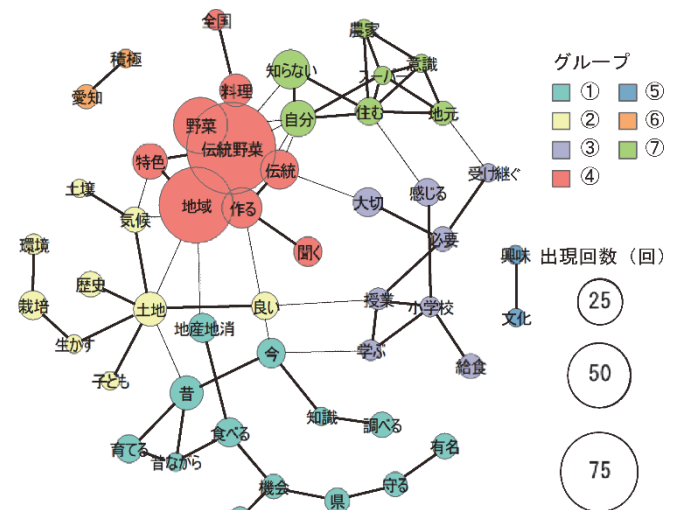 全国
農家
積極
知らない
意識
スーパー
愛知
料理
野菜
自分
住む
地元
伝統野菜
特色
伝統
受け継ぐ
土壌
感じる
大切
地域
作る
気候
必要
環境
聞く
興味
歴史
栽培
土地
良い
授業
小学校
文化
地産地消
生かす
今
学ぶ
子ども
給食
昔
知識
調べる
食べる
育てる
昔ながら
有名
機会
守る
県
グループ
① ⑤
② ⑥
③ ⑦
④
出現回数（回）
25
50
75